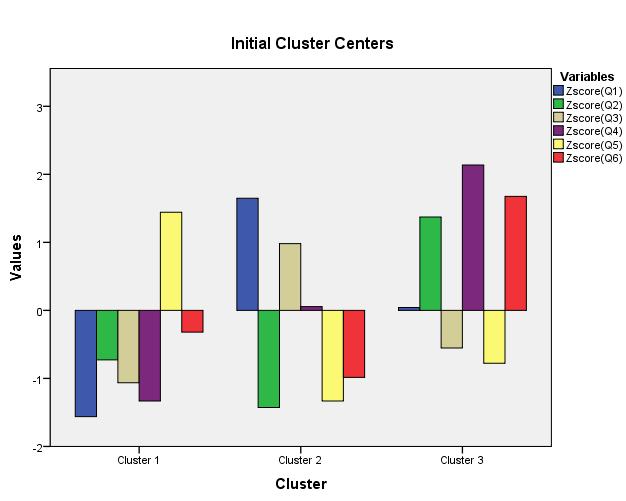 Initial Cluster Centers
Variables
Zscore(Q1)
Zscore(Q2)
Zscore(Q3)
Zscore(Q4)
Zscore(Q5)
Zscore(Q6)
Values
3
2
1
0
-1
-2
Cluster 1
Cluster 2
Cluster 3
Cluster